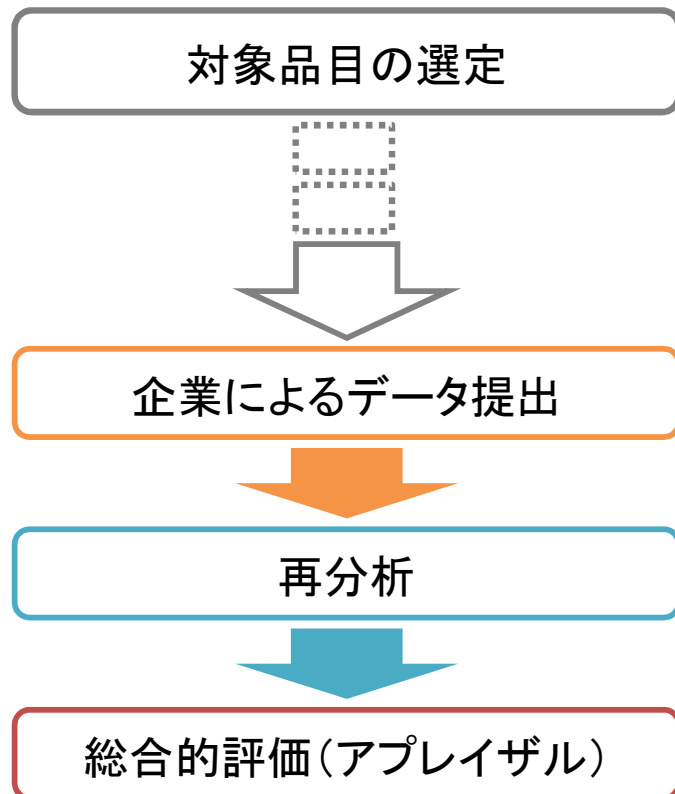 対象品目の選定
企業によるデータ提出
再分析
総合的評価（アプレイザル）